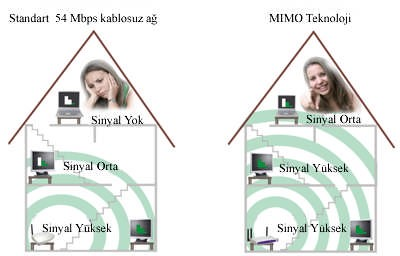 Standart 54 Mbps kablosuz ağ
MIMO Teknoloji
Sinyal Yok
Sinyal Orta
Sinyal Orta
Sinyal Yüksek
Sinyal Yüksek
Sinyal Yüksek